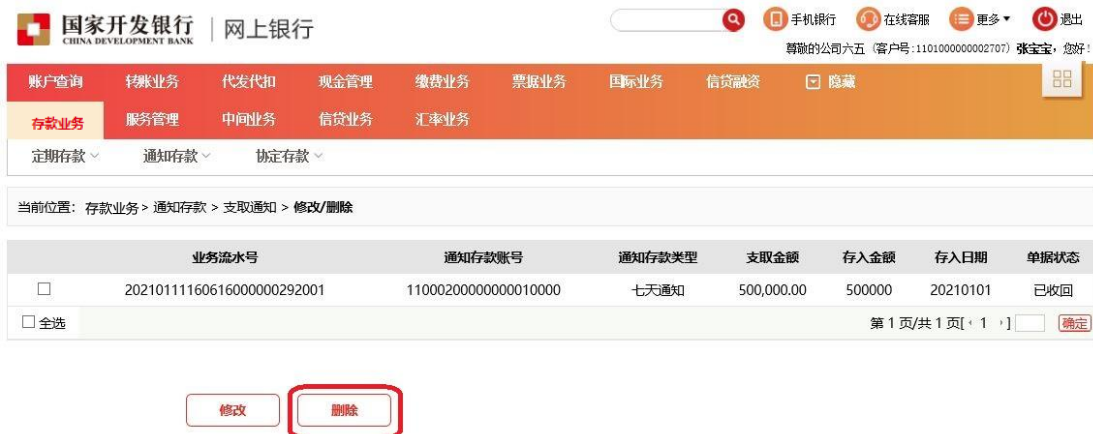 国家开发银行 网上银行 手机银行 在线客服 更多 退出
CHINA DEVELOPMENT BANK
尊敬的公司六五(客户号:1101000000002707)张宝宝,您好!
账户查询 转账业务 代发代扣 现金管理 缴费业务 票据业务 国际业务 信贷融资 隐藏
存款业务 服务管理 中间业务 信贷业务 汇率业务
定期存款 通知存款 协定存款
当前位置: 存款业务 > 通知存款 > 支取通知 > 修改/删除
业务流水号 通知存款账号 通知存款类型 支取金额 存入金额 存入日期 单据状态
20210111160616000000292001 11000200000000010000 七天通知 500,000.00 500000 20210101 已收回
全选 第 1 页/共 1 页[ 1 ] 确定
修改 删除